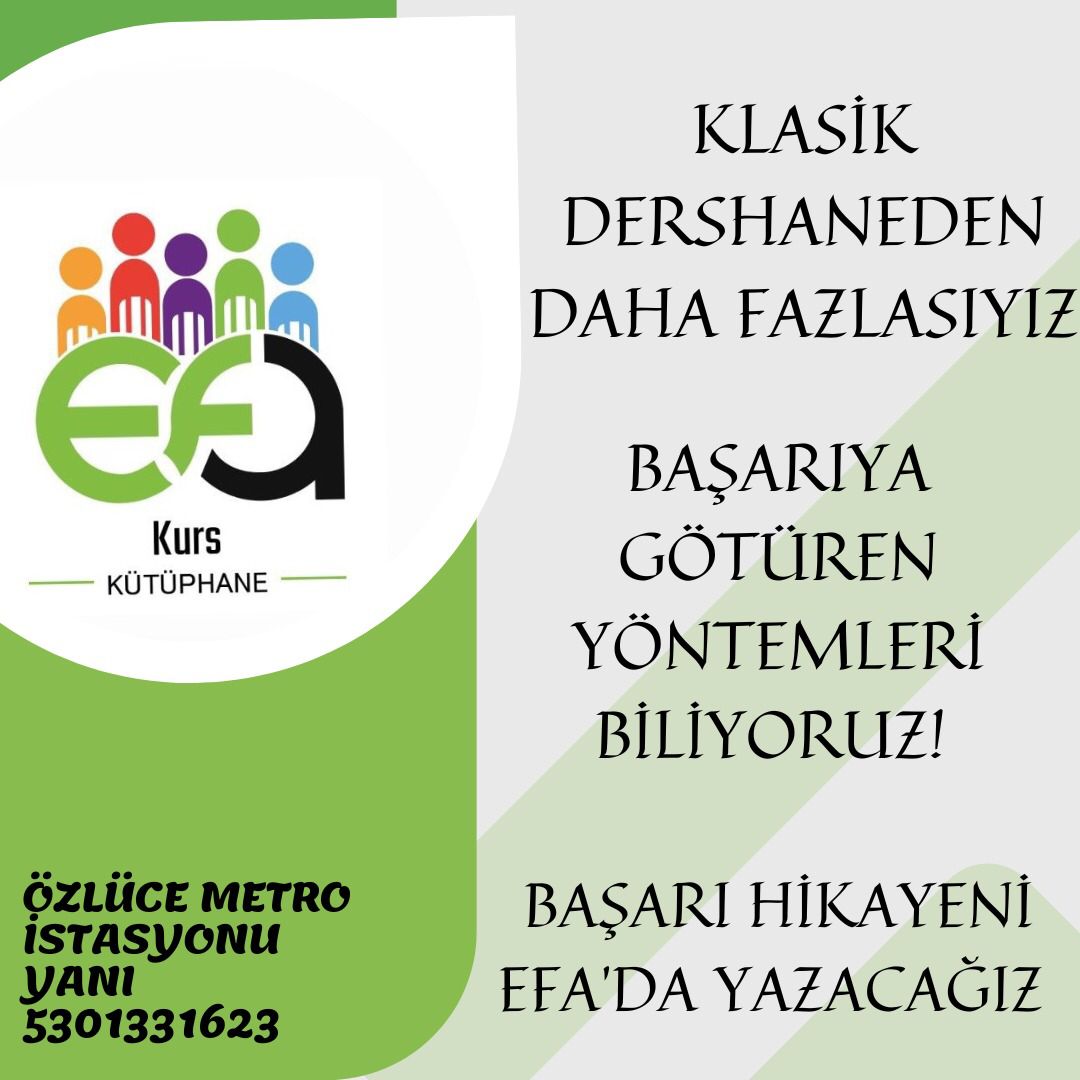 efa
Kurs
KÜTÜPHANE
KLASİK
DERSHANEDEN
DAHA FAZLASIYIZ
BAŞARIYA
GÖTÜREN
YÖNTEMLERİ
BİLİYORUZ!
BAŞARI HİKAYENİ
EFA'DA YAZACAĞIZ
ÖZLÜCE METRO
İSTASYONU
YANI
5301331623